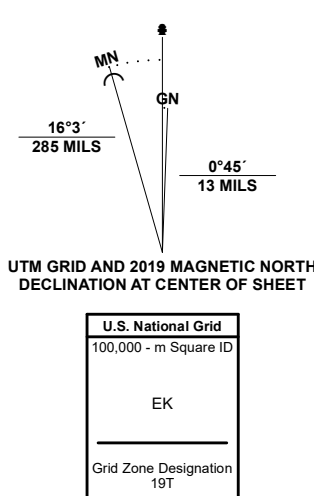 MN
GN
16°3´
285 MILS
0°45´
13 MILS
UTM GRID AND 2019 MAGNETIC NORTH
DECLINATION AT CENTER OF SHEET
U.S. National Grid
100,000 - m Square ID
EK
Grid Zone Designation
19T